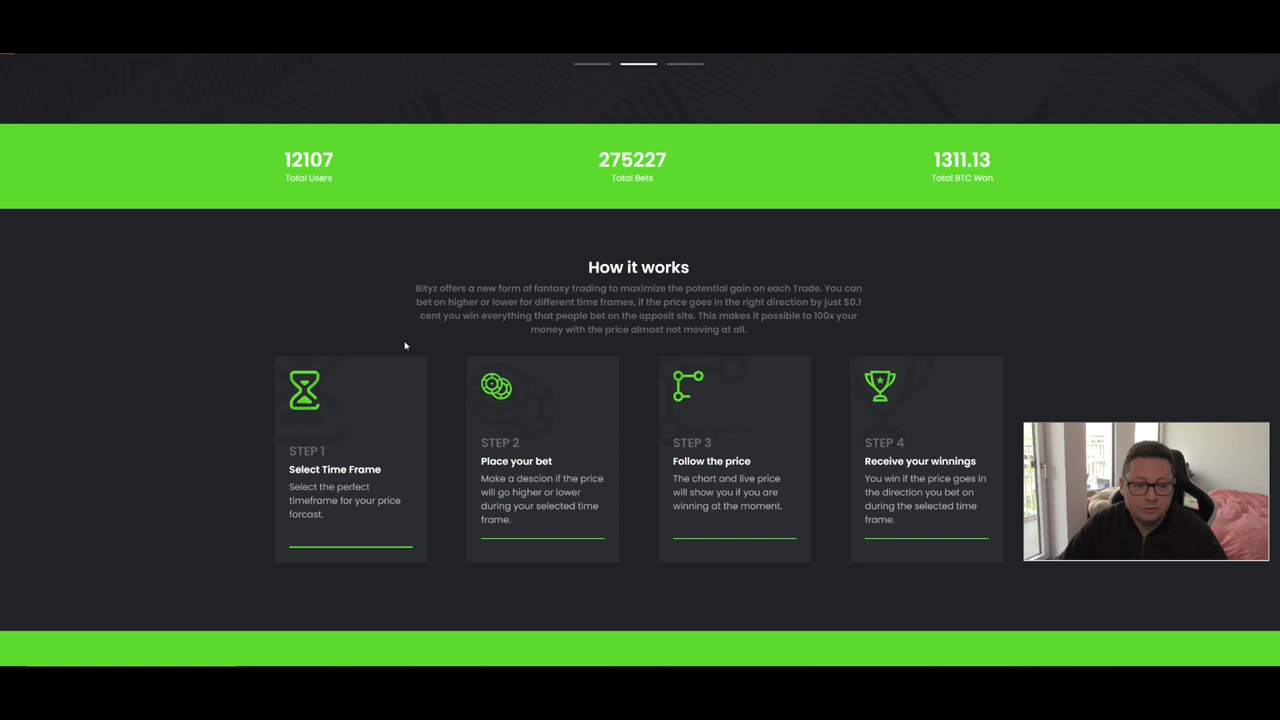 12107
Total Users
275227
Total Bets
1311.13
Total BTC Won
How it works
Bityz offers a new form of fantasy trading to maximize the potential gain on each Trade. You can
bet on higher or lower for different time frames, if the price goes in the right direction by just $0.1
cent you win everything that people bet on the opposit site. This makes it possible to 100x your
money with the price almost not moving at all.
STEP 1
Select Time Frame
Select the perfect
timeframe for your price
forcast.
STEP 2
Place your bet
Make a descion if the price
will go higher or lower
during your selected time
frame.
STEP 3
Follow the price
The chart and live price
will show you if you are
winning at the moment.
STEP 4
Receive your winnings
You win if the price goes in
the direction you bet on
during the selected time
frame.